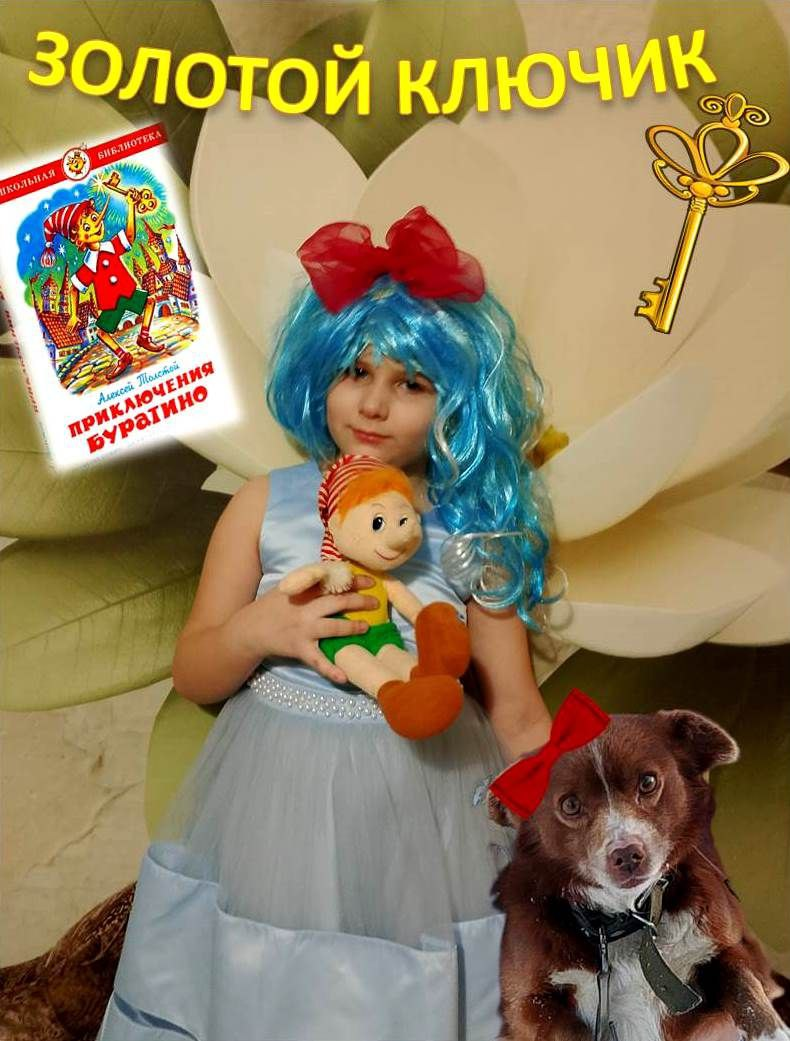 ЗОЛОТОЙ КЛЮЧИК
ШКОЛЬНАЯ БИБЛИОТЕКА
Алексей Толстой
ПРИКЛЮЧЕНИЯ
БУРАТИНО